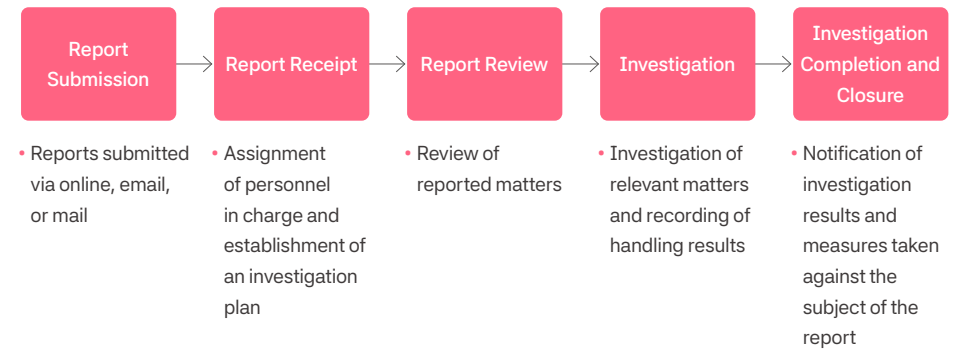 Report
Submission
Report Receipt
Report Review
Investigation
Investigation
Completion and
Closure
• Reports submitted
via online, email,
or mail
• Assignment
of personnel
in charge and
establishment of
an investigation
plan
• Review of
reported matters
• Investigation of
relevant matters
and recording of
handling results
• Notification of
investigation
results and
measures taken
against the
subject of the
report